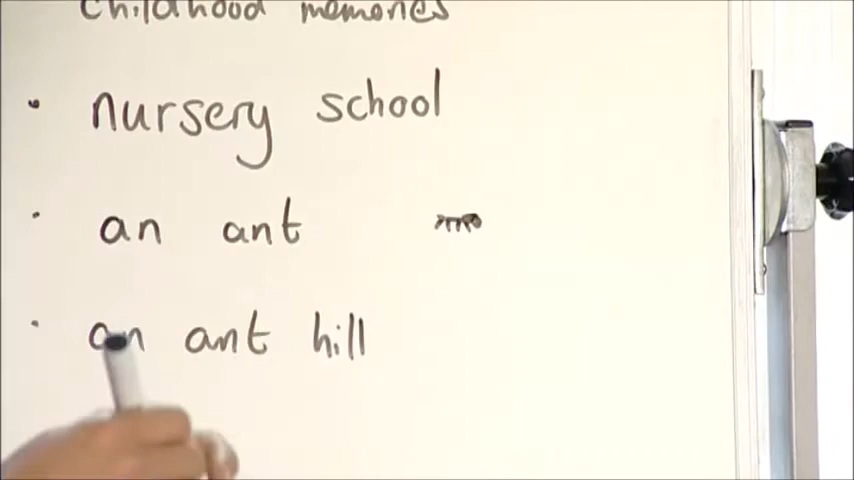 childhood memories
• nursery school
• an ant
• an ant hill